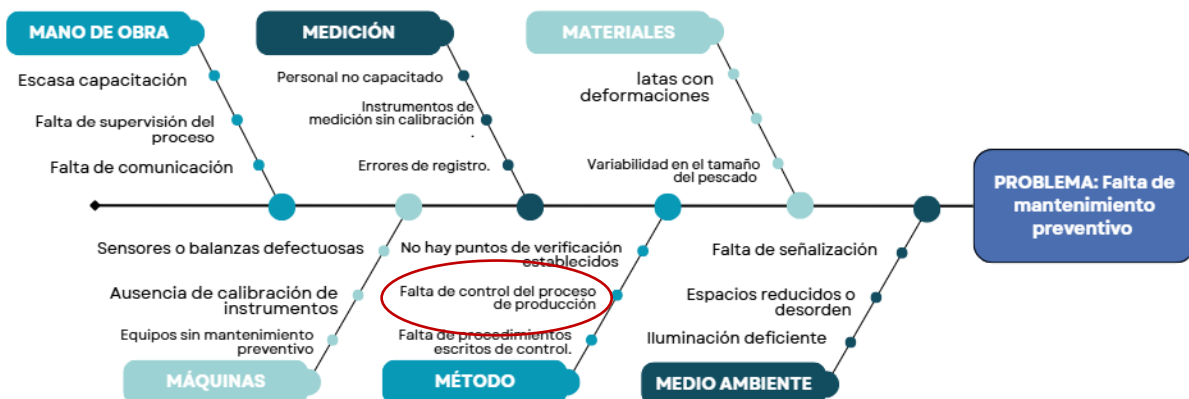 MANO DE OBRA
Escasa capacitación
Falta de supervisión del
proceso
Falta de comunicación
MEDICIÓN
Personal no capacitado
Instrumentos de
medición sin calibración
.
Errores de registro.
MATERIALES
latas con
deformaciones
Variabilidad en el tamaño
del pescado
PROBLEMA: Falta de
mantenimiento
preventivo
Sensores o balanzas defectuosas
Ausencia de calibración de
instrumentos
Equipos sin mantenimiento
preventivo
MÁQUINAS
No hay puntos de verificación
establecidos
Falta de control del proceso
de producción
Falta de procedimientos
escritos de control.
MÉTODO
Falta de señalización
Espacios reducidos o
desorden
Iluminación deficiente
MEDIO AMBIENTE